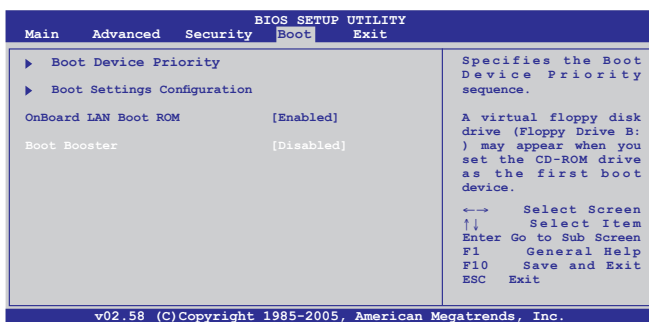 BIOS SETUP UTILITY
Main Advanced Security Boot Exit
Boot Device Priority
Boot Settings Configuration
OnBoard LAN Boot ROM [Enabled]
Boot Booster [Disabled]
Specifies the Boot
Device Priority
sequence.
A virtual floppy disk
drive (Floppy Drive B:
) may appear when you
set the CD-ROM drive
as the first boot
device.
←→ Select Screen
↑↓ Select Item
Enter Go to Sub Screen
F1 General Help
F10 Save and Exit
ESC Exit
v02.58 (C)Copyright 1985-2005, American Megatrends, Inc.